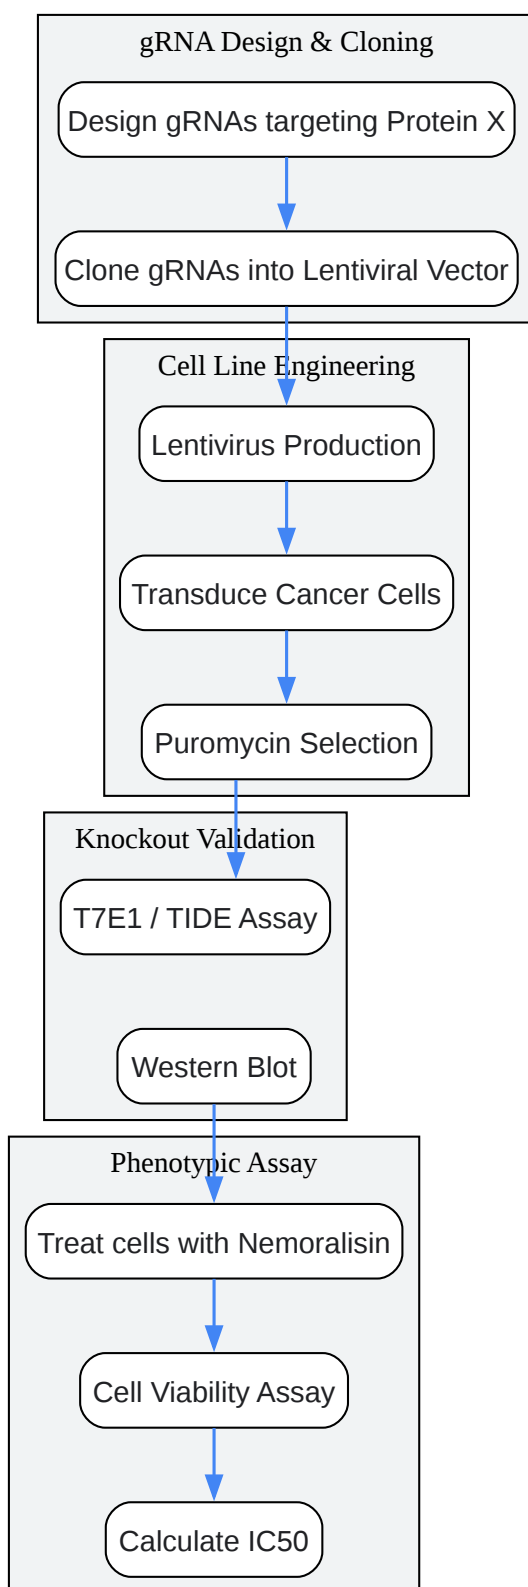 gRNA Design & Cloning
Design gRNAs targeting Protein X
Clone gRNAs into Lentiviral Vector
Cell Line Engineering
Lentivirus Production
Transduce Cancer Cells
Puromycin Selection
Knockout Validation
T7E1 / TIDE Assay
Western Blot
Phenotypic Assay
Treat cells with Nemoralisin
Cell Viability Assay
Calculate IC50